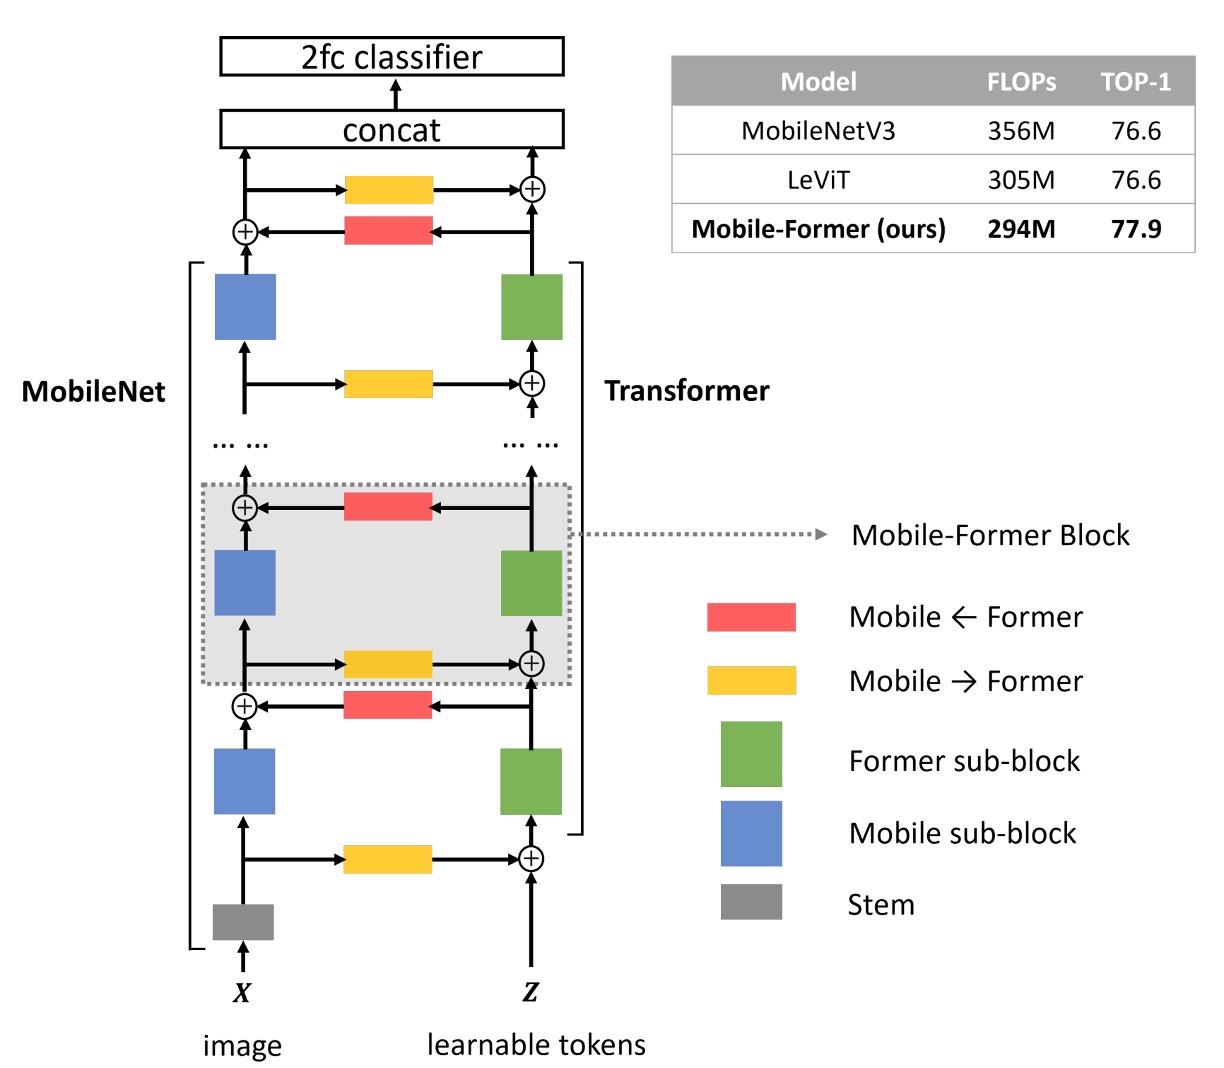 2fc classifier
concat
Model FLOPs TOP-1
MobileNetV3 356M 76.6
LeViT 305M 76.6
Mobile-Former (ours) 294M 77.9
MobileNet
Transformer
... ... ... ...
Mobile-Former Block
Mobile ← Former
Mobile → Former
Former sub-block
Mobile sub-block
Stem
X Z
image learnable tokens